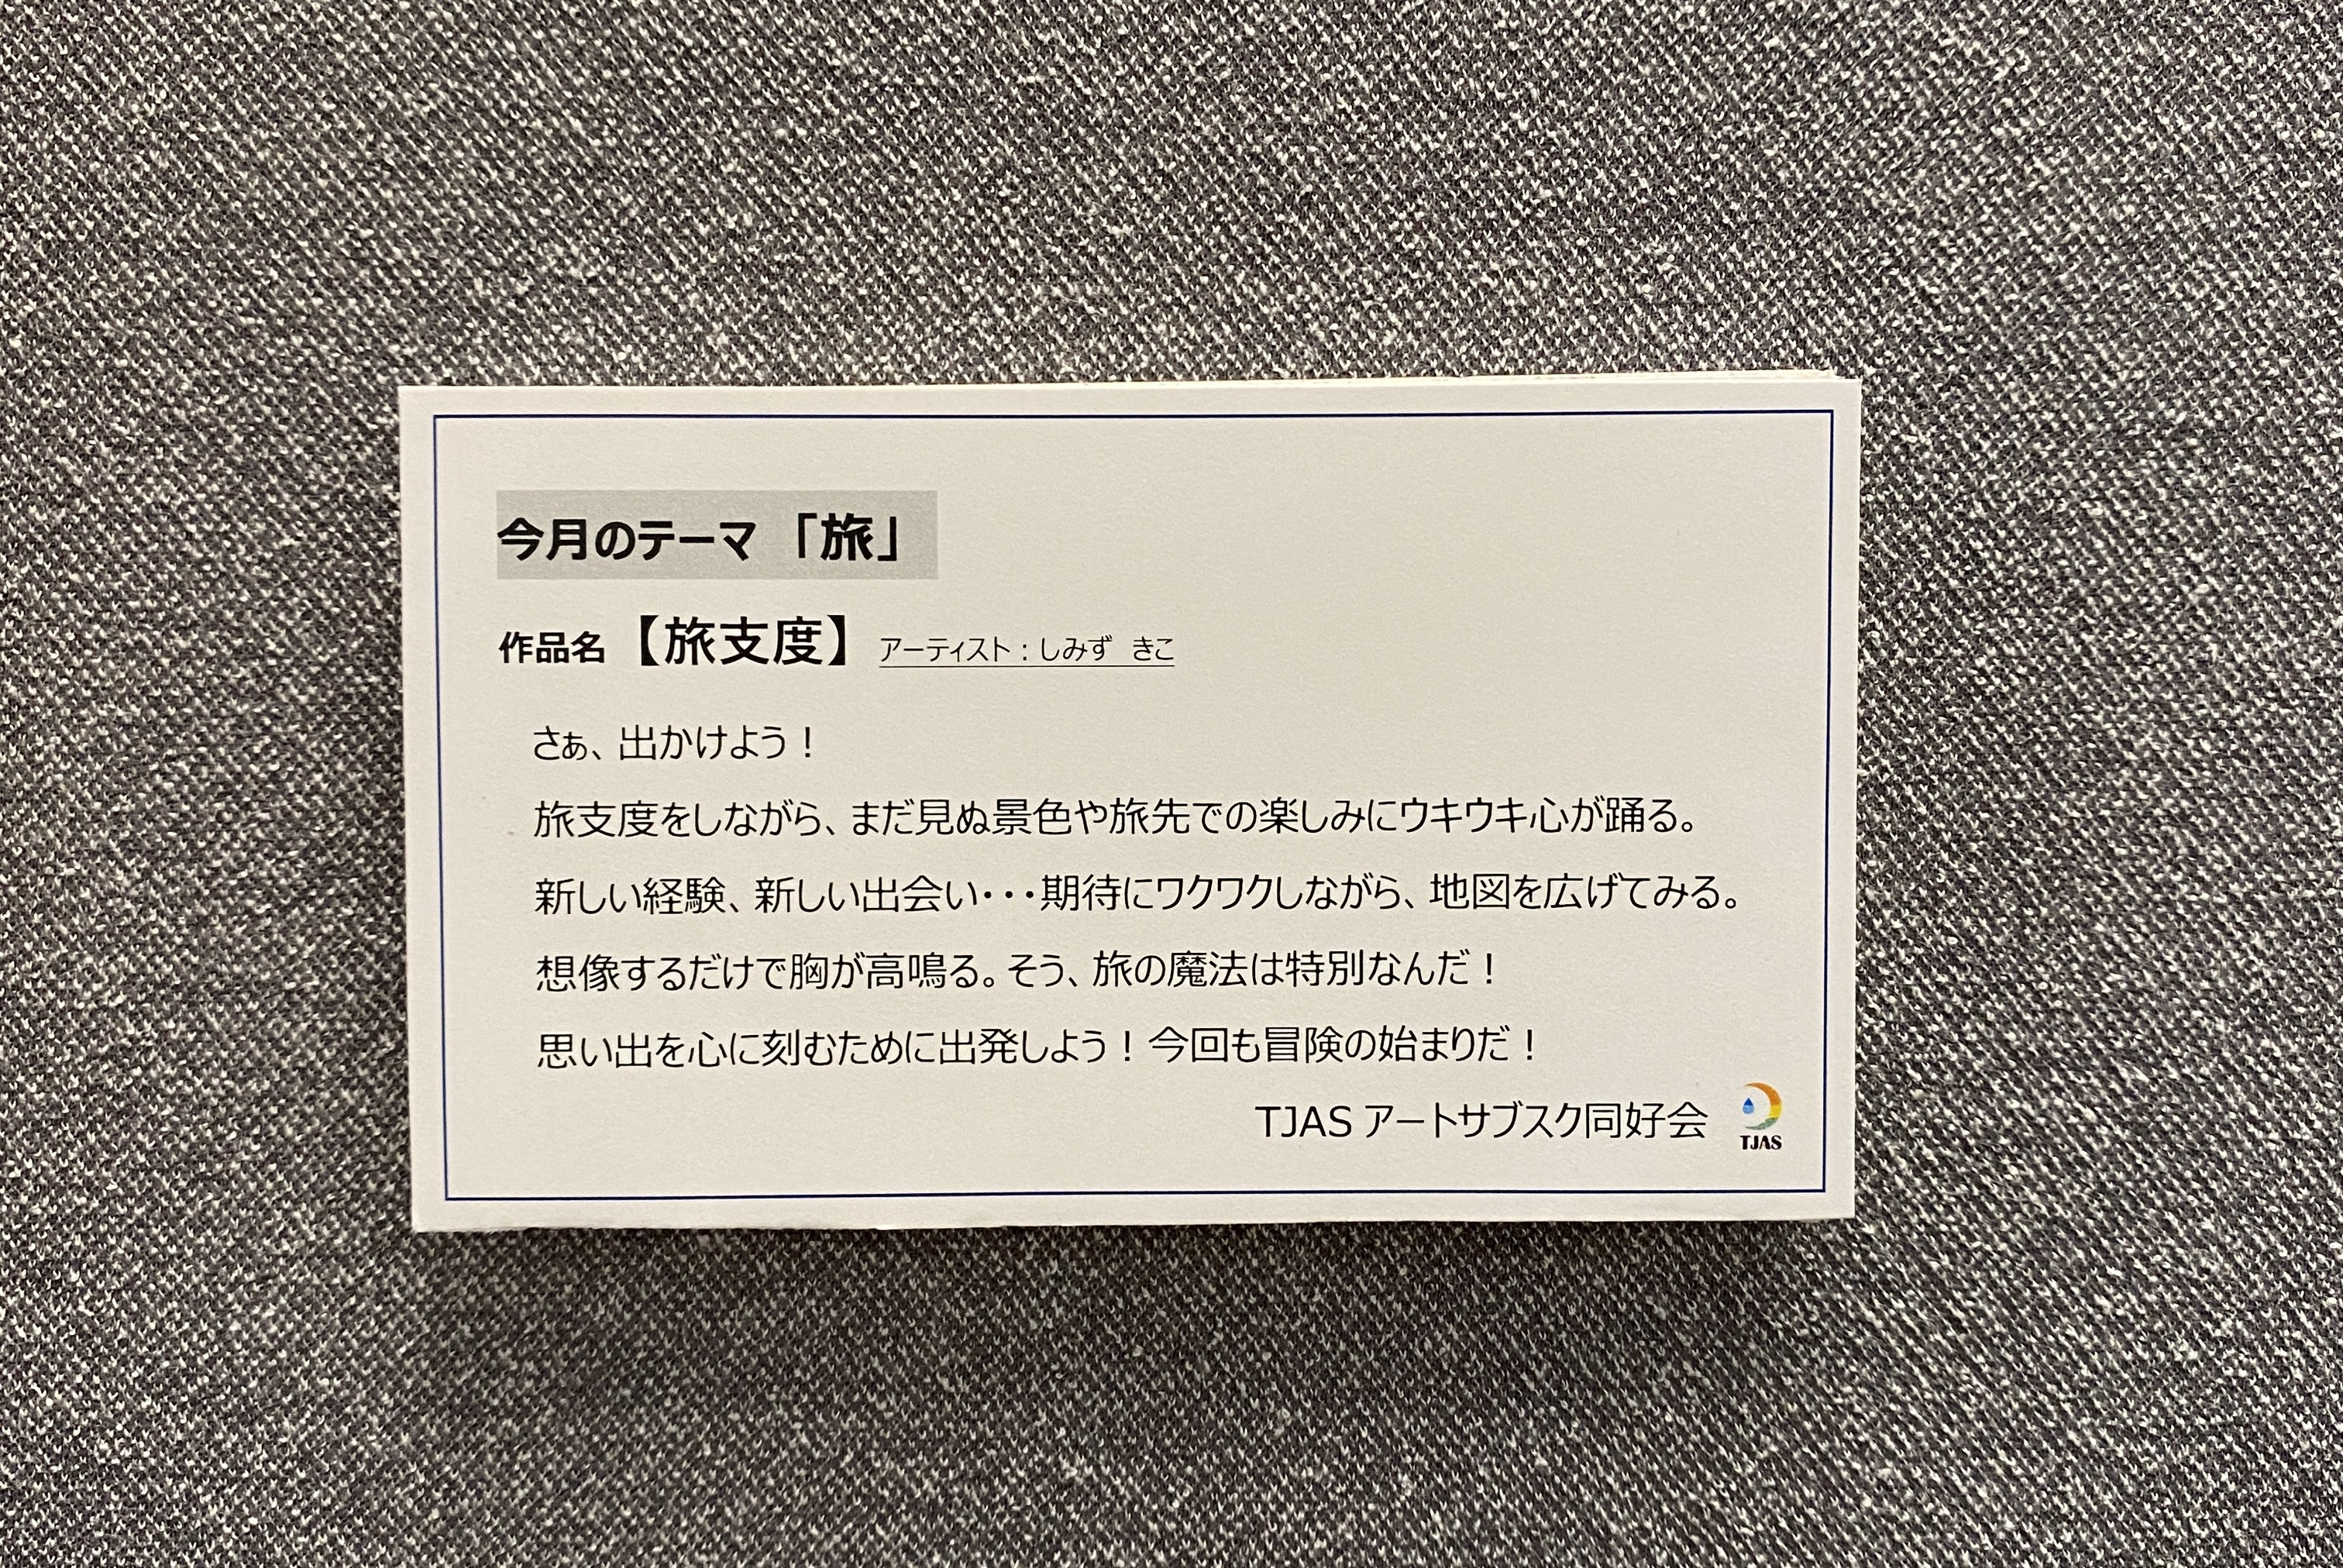 今月のテーマ 「旅」
作品名 【旅支度】 アーティスト：しみず きこ
さぁ、出かけよう！
旅支度をしながら、まだ見ぬ景色や旅先での楽しみにウキウキ心が踊る。
新しい経験、新しい出会い・・・期待にワクワクしながら、地図を広げてみる。
想像するだけで胸が高鳴る。そう、旅の魔法は特別なんだ！
思い出を心に刻むために出発しよう！今回も冒険の始まりだ！
TJAS アートサブスク同好会
TJAS